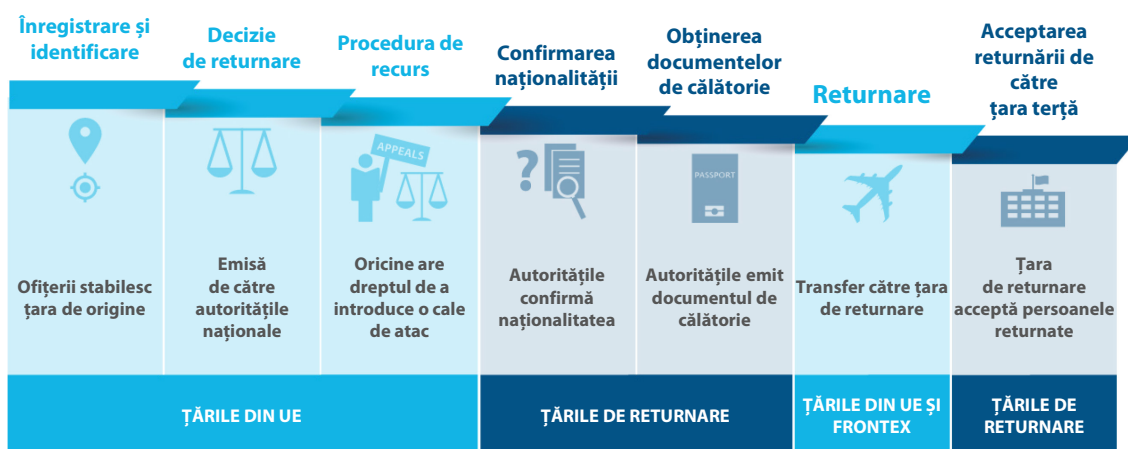 Înregistrare și
identificare
Decizie
de returnare
Procedura de
recurs
Confirmarea
naționalității
Obținerea
documentelor
de călătorie
Returnare
Acceptarea
returnării de
către
țara terță
APPEALS
?
PASSPORT
Ofițerii stabilesc
țara de origine
Emisă
de către
autoritățile
naționale
Oricine are
dreptul de a
introduce o cale
de atac
Autoritățile
confirmă
naționalitatea
Autoritățile emit
documentul de
călătorie
Transfer către țara
de returnare
Țara
de returnare
acceptă persoanele
returnate
ȚĂRILE DIN UE
ȚĂRILE DE RETURNARE
ȚĂRILE DIN UE ȘI
FRONTEX
ȚĂRILE DE
RETURNARE